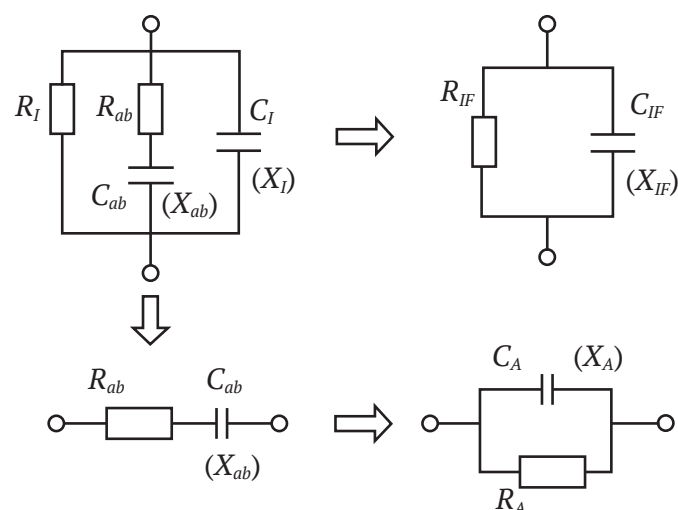 R_I
R_ab
C_I
(X_I)
C_ab
(X_ab)
R_IF
C_IF
(X_IF)
R_ab
C_ab
(X_ab)
C_A
(X_A)
R_A